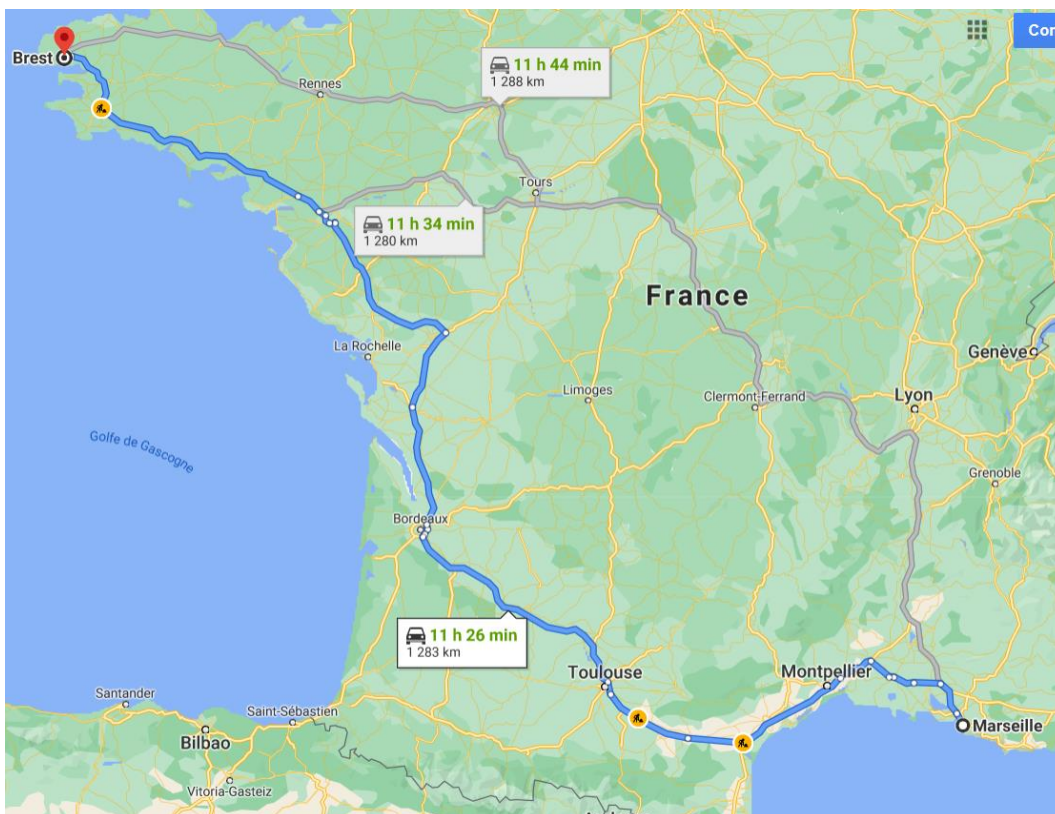 Con
Brest
11 h 44 min
1 288 km
Rennes
Tours
11 h 34 min
1 280 km
France
La Rochelle
Genève
Limoges
Clermont-Ferrand
Lyon
Golfe de Gascogne
Grenoble
Bordeaux
11 h 26 min
1 283 km
Toulouse
Montpellier
Santander
Saint-Sébastien
Marseille
Bilbao
Vitoria-Gasteiz